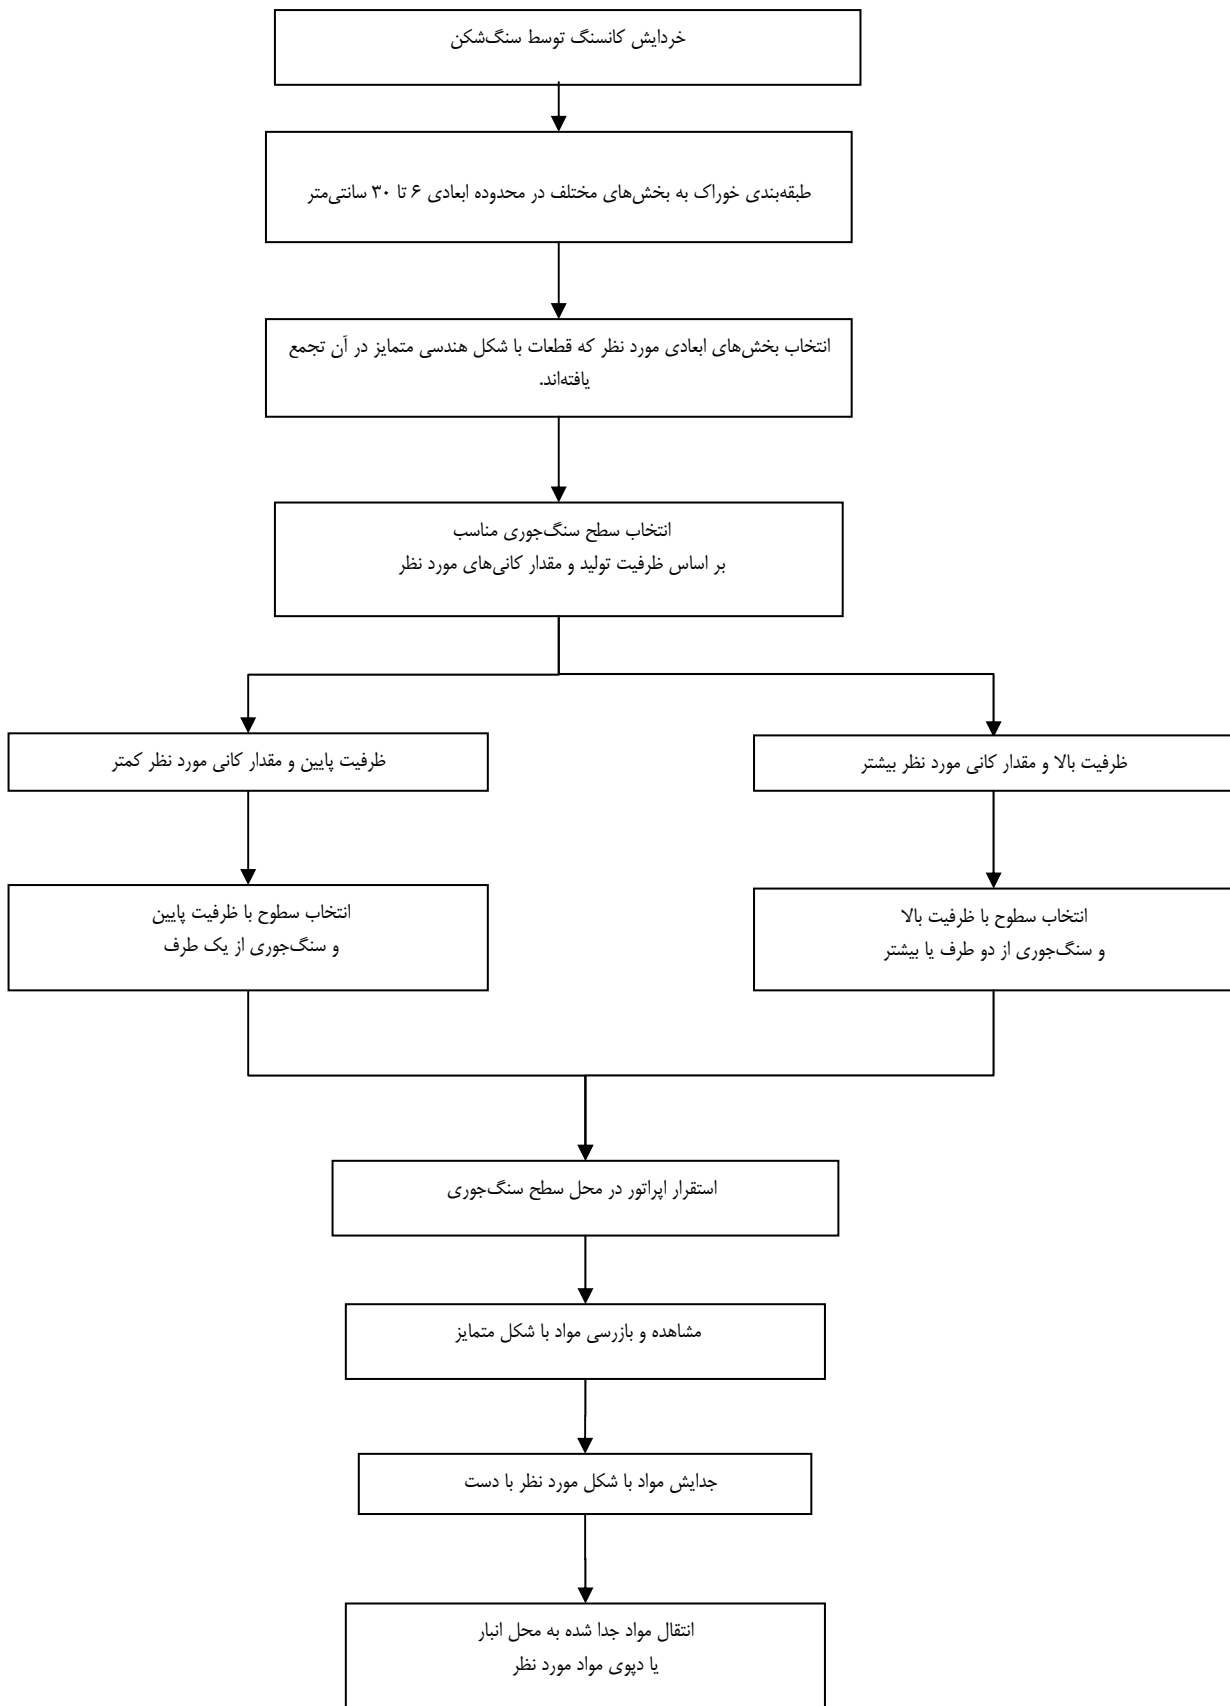 خردایش کانسنگ توسط سنگ‌شکن
طبقه‌بندی خوراک به بخش‌های مختلف در محدوده ابعادی ۶ تا ۳۰ سانتی‌متر
انتخاب بخش‌های ابعادی مورد نظر که قطعات با شکل هندسی متمایز در آن تجمع
یافته‌اند.
انتخاب سطح سنگ‌جوری مناسب
بر اساس ظرفیت تولید و مقدار کانی‌های مورد نظر
ظرفیت بالا و مقدار کانی مورد نظر بیشتر
ظرفیت پایین و مقدار کانی مورد نظر کمتر
انتخاب سطوح با ظرفیت بالا
و سنگ‌جوری از دو طرف یا بیشتر
انتخاب سطوح با ظرفیت پایین
و سنگ‌جوری از یک طرف
استقرار اپراتور در محل سطح سنگ‌جوری
مشاهده و بازرسی مواد با شکل متمایز
جدایش مواد با شکل مورد نظر با دست
انتقال مواد جدا شده به محل انبار
یا دپوی مواد مورد نظر